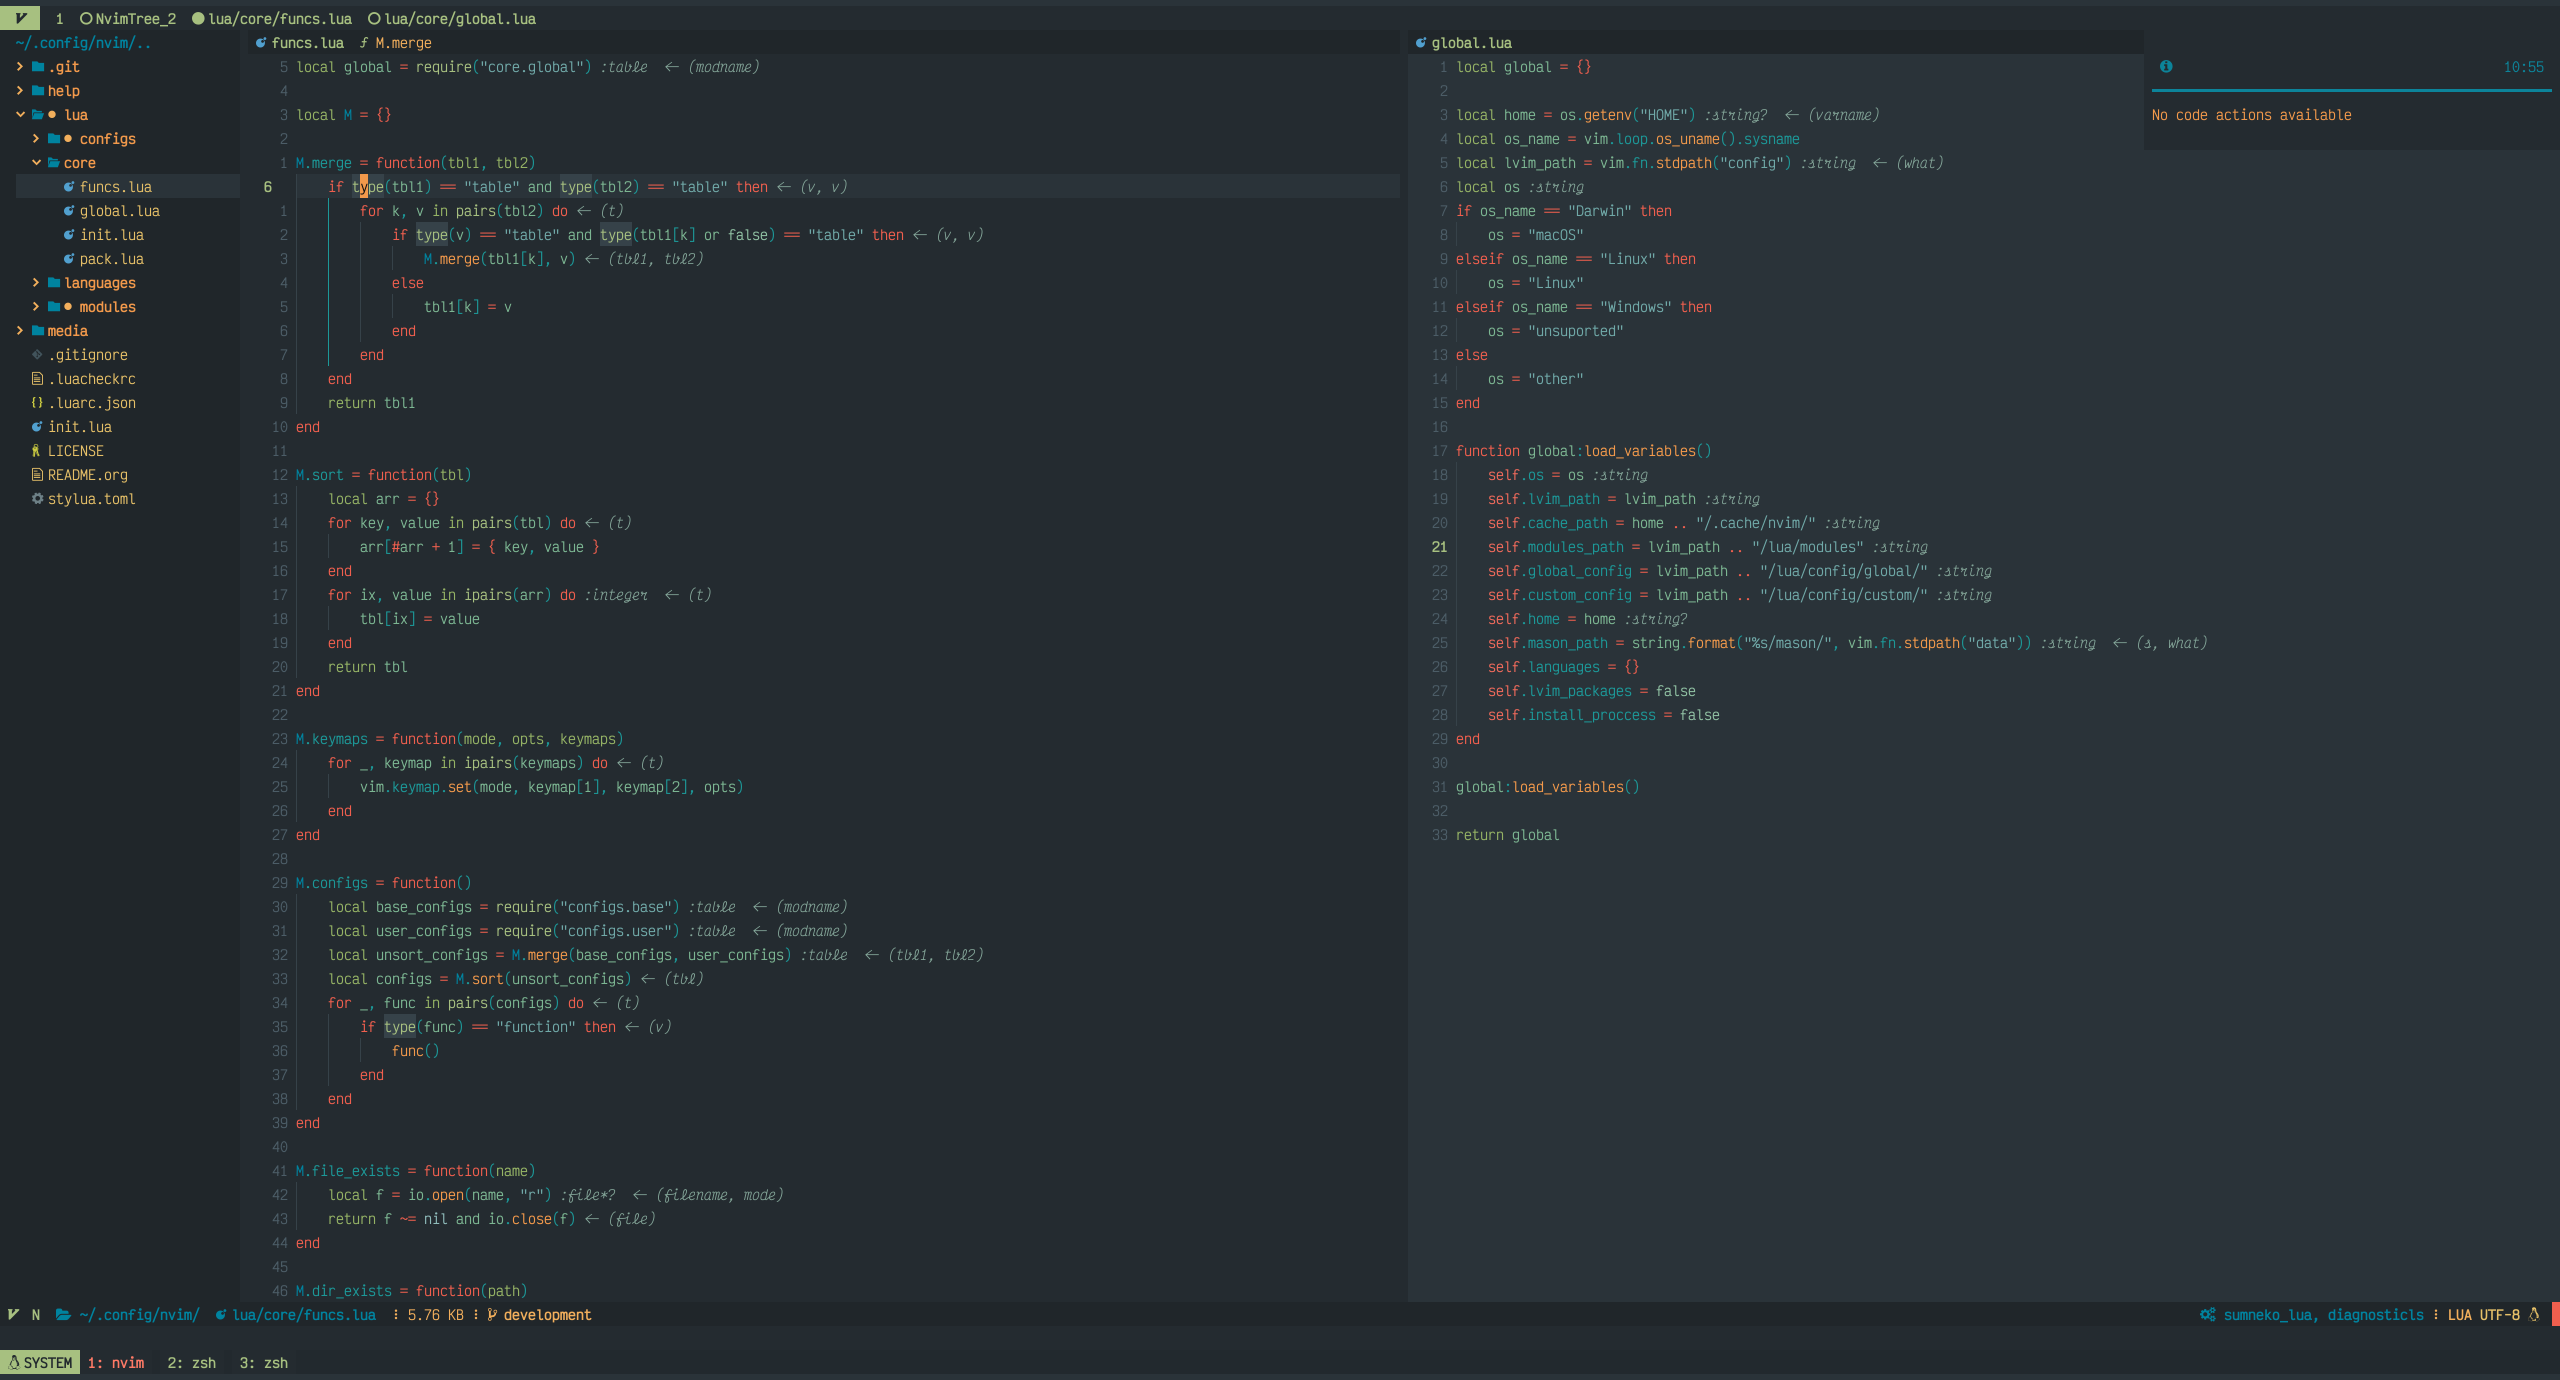 1 NvimTree_2 lua/core/funcs.lua lua/core/global.lua
~/.config/nvim/..
.git
help
lua
configs
core
funcs.lua
global.lua
init.lua
pack.lua
languages
modules
media
.gitignore
.luacheckrc
.luarc.json
init.lua
LICENSE
README.org
stylua.toml
funcs.lua ƒ M.merge
5 local global = require("core.global") :table ← (modname)
4
3 local M = {}
2
1 M.merge = function(tbl1, tbl2)
6 if type(tbl1) == "table" and type(tbl2) == "table" then ← (v, v)
1 for k, v in pairs(tbl2) do ← (t)
2 if type(v) == "table" and type(tbl1[k] or false) == "table" then ← (v, v)
3 M.merge(tbl1[k], v) ← (tbl1, tbl2)
4 else
5 tbl1[k] = v
6 end
7 end
8 end
9 return tbl1
10 end
11
12 M.sort = function(tbl)
13 local arr = {}
14 for key, value in pairs(tbl) do ← (t)
15 arr[#arr + 1] = { key, value }
16 end
17 for ix, value in ipairs(arr) do :integer ← (t)
18 tbl[ix] = value
19 end
20 return tbl
21 end
22
23 M.keymaps = function(mode, opts, keymaps)
24 for _, keymap in ipairs(keymaps) do ← (t)
25 vim.keymap.set(mode, keymap[1], keymap[2], opts)
26 end
27 end
28
29 M.configs = function()
30 local base_configs = require("configs.base") :table ← (modname)
31 local user_configs = require("configs.user") :table ← (modname)
32 local unsort_configs = M.merge(base_configs, user_configs) :table ← (tbl1, tbl2)
33 local configs = M.sort(unsort_configs) ← (tbl)
34 for _, func in pairs(configs) do ← (t)
35 if type(func) == "function" then ← (v)
36 func()
37 end
38 end
39 end
40
41 M.file_exists = function(name)
42 local f = io.open(name, "r") :file*? ← (filename, mode)
43 return f ~= nil and io.close(f) ← (file)
44 end
45
46 M.dir_exists = function(path)
global.lua
1 local global = {}
2
3 local home = os.getenv("HOME") :string? ← (varname)
4 local os_name = vim.loop.os_uname().sysname
5 local lvim_path = vim.fn.stdpath("config") :string ← (what)
6 local os :string
7 if os_name == "Darwin" then
8 os = "macOS"
9 elseif os_name == "Linux" then
10 os = "Linux"
11 elseif os_name == "Windows" then
12 os = "unsuported"
13 else
14 os = "other"
15 end
16
17 function global:load_variables()
18 self.os = os :string
19 self.lvim_path = lvim_path :string
20 self.cache_path = home .. "/.cache/nvim/" :string
21 self.modules_path = lvim_path .. "/lua/modules" :string
22 self.global_config = lvim_path .. "/lua/config/global/" :string
23 self.custom_config = lvim_path .. "/lua/config/custom/" :string
24 self.home = home :string?
25 self.mason_path = string.format("%s/mason/", vim.fn.stdpath("data")) :string ← (s, what)
26 self.languages = {}
27 self.lvim_packages = false
28 self.install_proccess = false
29 end
30
31 global:load_variables()
32
33 return global
10:55
No code actions available
N ~/.config/nvim/ lua/core/funcs.lua 5.76 KB development sumneko_lua, diagnosticls LUA UTF-8
SYSTEM 1: nvim 2: zsh 3: zsh